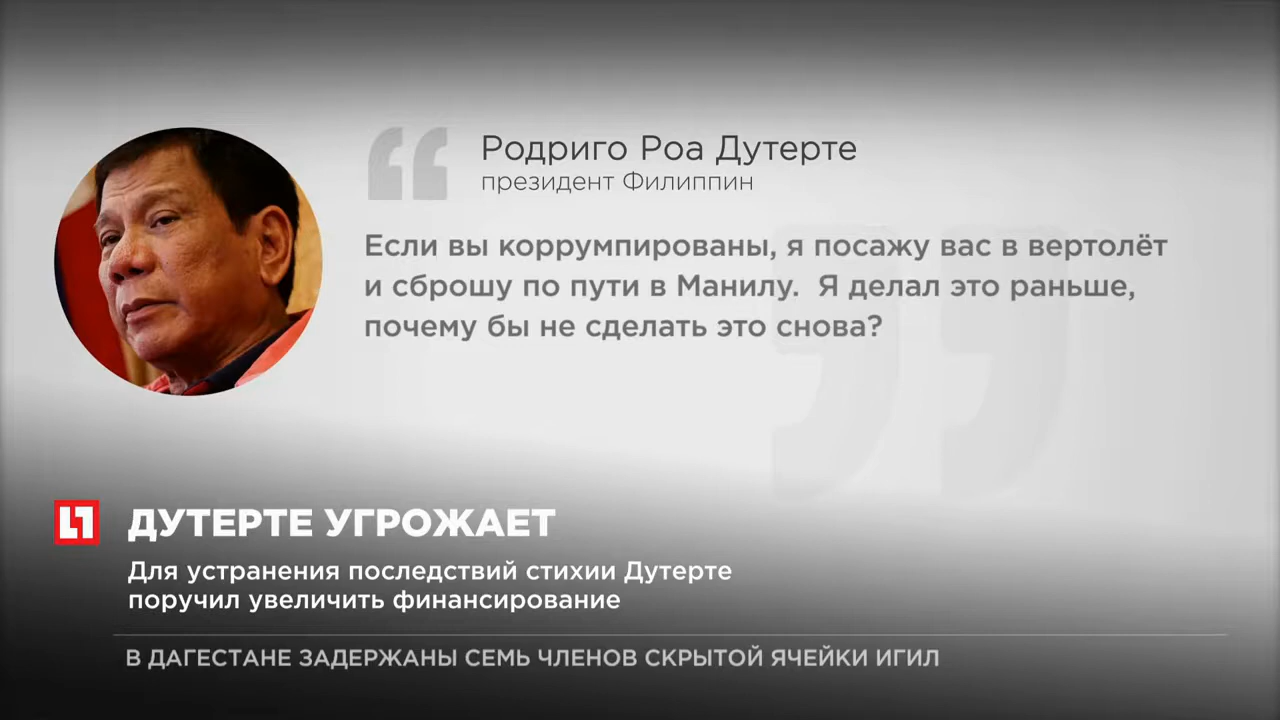 Родриго Роа Дутерте
президент Филиппин
Если вы коррумпированы, я посажу вас в вертолёт
и сброшу по пути в Манилу. Я делал это раньше,
почему бы не сделать это снова?
ДУТЕРТЕ УГРОЖАЕТ
Для устранения последствий стихии Дутерте
поручил увеличить финансирование
В ДАГЕСТАНЕ ЗАДЕРЖАНЫ СЕМЬ ЧЛЕНОВ СКРЫТОЙ ЯЧЕЙКИ ИГИЛ